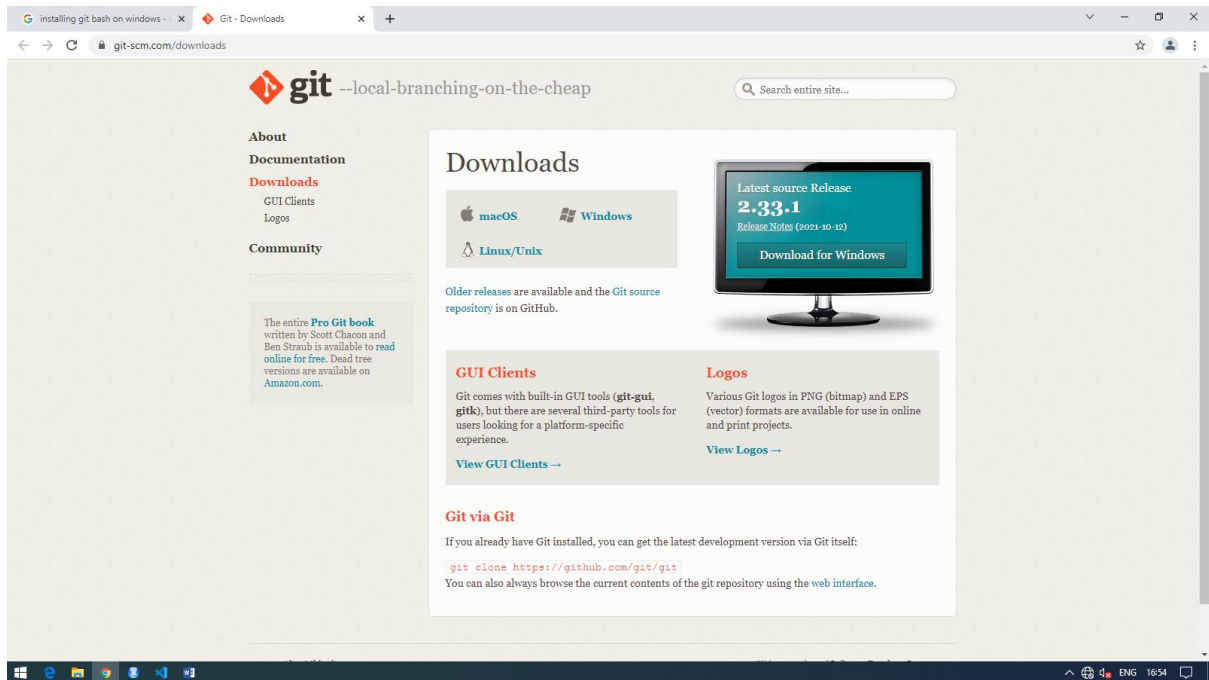 installing git bash on windows -
Git - Downloads
git-scm.com/downloads
git --local-branching-on-the-cheap
Search entire site...
About
Documentation
Downloads
GUI Clients
Logos
Community
The entire Pro Git book
written by Scott Chacon and
Ben Straub is available to read
online for free. Dead tree
versions are available on
Amazon.com.
Downloads
macOS
Windows
Linux/Unix
Older releases are available and the Git source
repository is on GitHub.
Latest source Release
2.33.1
Release Notes (2021-10-12)
Download for Windows
GUI Clients
Git comes with built-in GUI tools (git-gui,
gitk), but there are several third-party tools for
users looking for a platform-specific
experience.
View GUI Clients →
Logos
Various Git logos in PNG (bitmap) and EPS
(vector) formats are available for use in online
and print projects.
View Logos →
Git via Git
If you already have Git installed, you can get the latest development version via Git itself:
git clone https://github.com/git/git
You can also always browse the current contents of the git repository using the web interface.
ENG 16:54